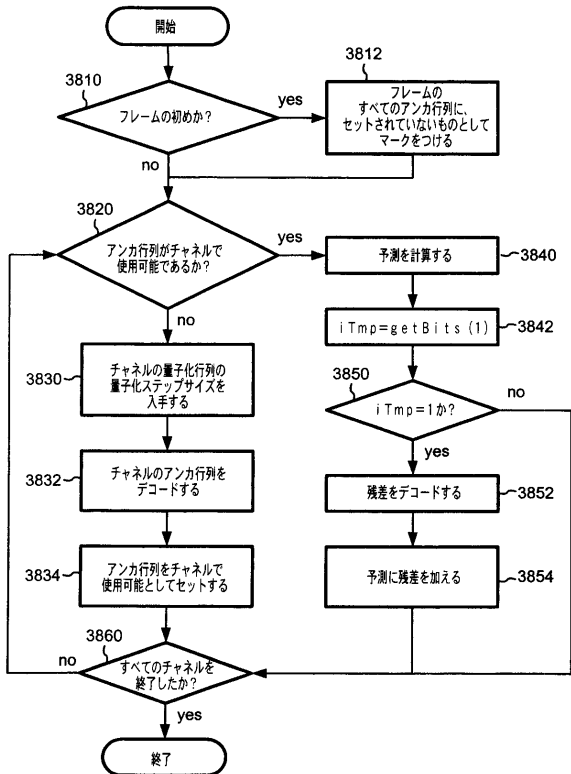 開始
3810
フレームの初めか?
yes
no
3812
フレームの
すべてのアンカ行列に、
セットされていないものとして
マークをつける
3820
アンカ行列がチャネルで
使用可能であるか?
yes
no
予測を計算する
3840
iTmp=getBits(1)
3842
3830
チャネルの量子化行列の
量子化ステップサイズを
入手する
3850
iTmp=1か?
no
yes
3832
チャネルのアンカ行列を
デコードする
残差をデコードする
3852
3834
アンカ行列をチャネルで
使用可能としてセットする
予測に残差を加える
3854
3860
すべてのチャネルを
終了したか?
no
yes
終了